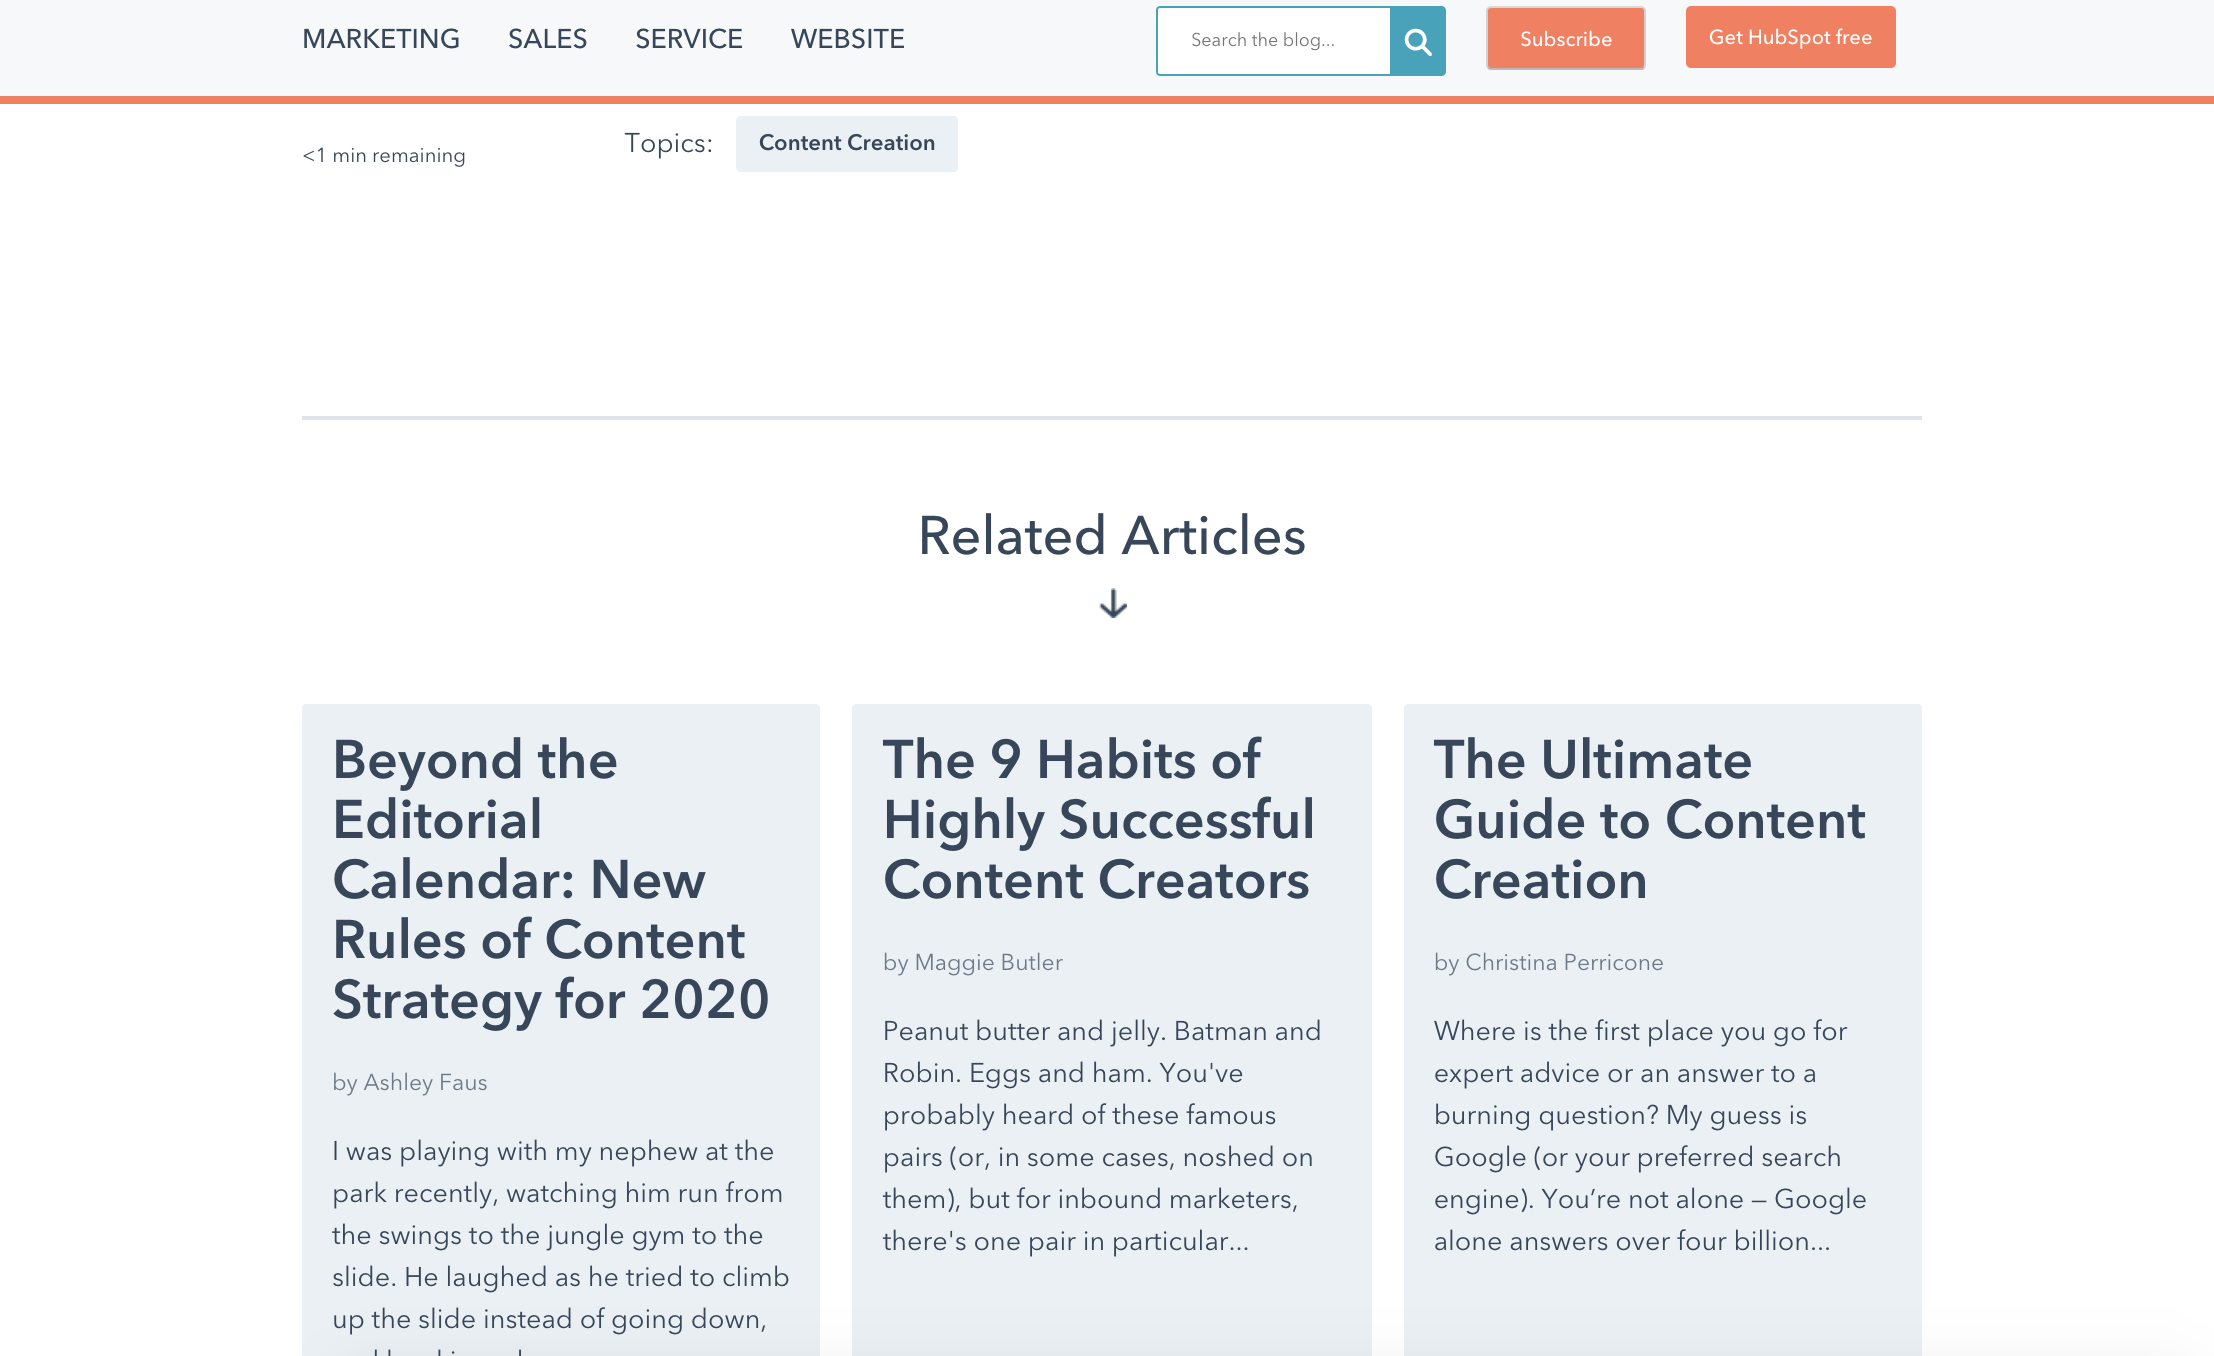 MARKETING SALES SERVICE WEBSITE Search the blog... Subscribe Get HubSpot free
<1 min remaining Topics: Content Creation
Related Articles
Beyond the
Editorial
Calendar: New
Rules of Content
Strategy for 2020
by Ashley Faus
I was playing with my nephew at the
park recently, watching him run from
the swings to the jungle gym to the
slide. He laughed as he tried to climb
up the slide instead of going down,
The 9 Habits of
Highly Successful
Content Creators
by Maggie Butler
Peanut butter and jelly. Batman and
Robin. Eggs and ham. You've
probably heard of these famous
pairs (or, in some cases, noshed on
them), but for inbound marketers,
there's one pair in particular...
The Ultimate
Guide to Content
Creation
by Christina Perricone
Where is the first place you go for
expert advice or an answer to a
burning question? My guess is
Google (or your preferred search
engine). You’re not alone — Google
alone answers over four billion...